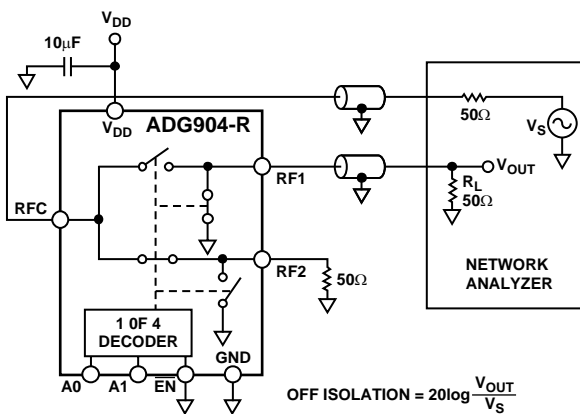 VDD
10μF
VDD
ADG904-R
50Ω
VS
RF1
VOUT
RL
50Ω
RFC
RF2
50Ω
NETWORK
ANALYZER
1 0F 4
DECODER
GND
A0
A1
EN
OFF ISOLATION = 20log VOUT/VS